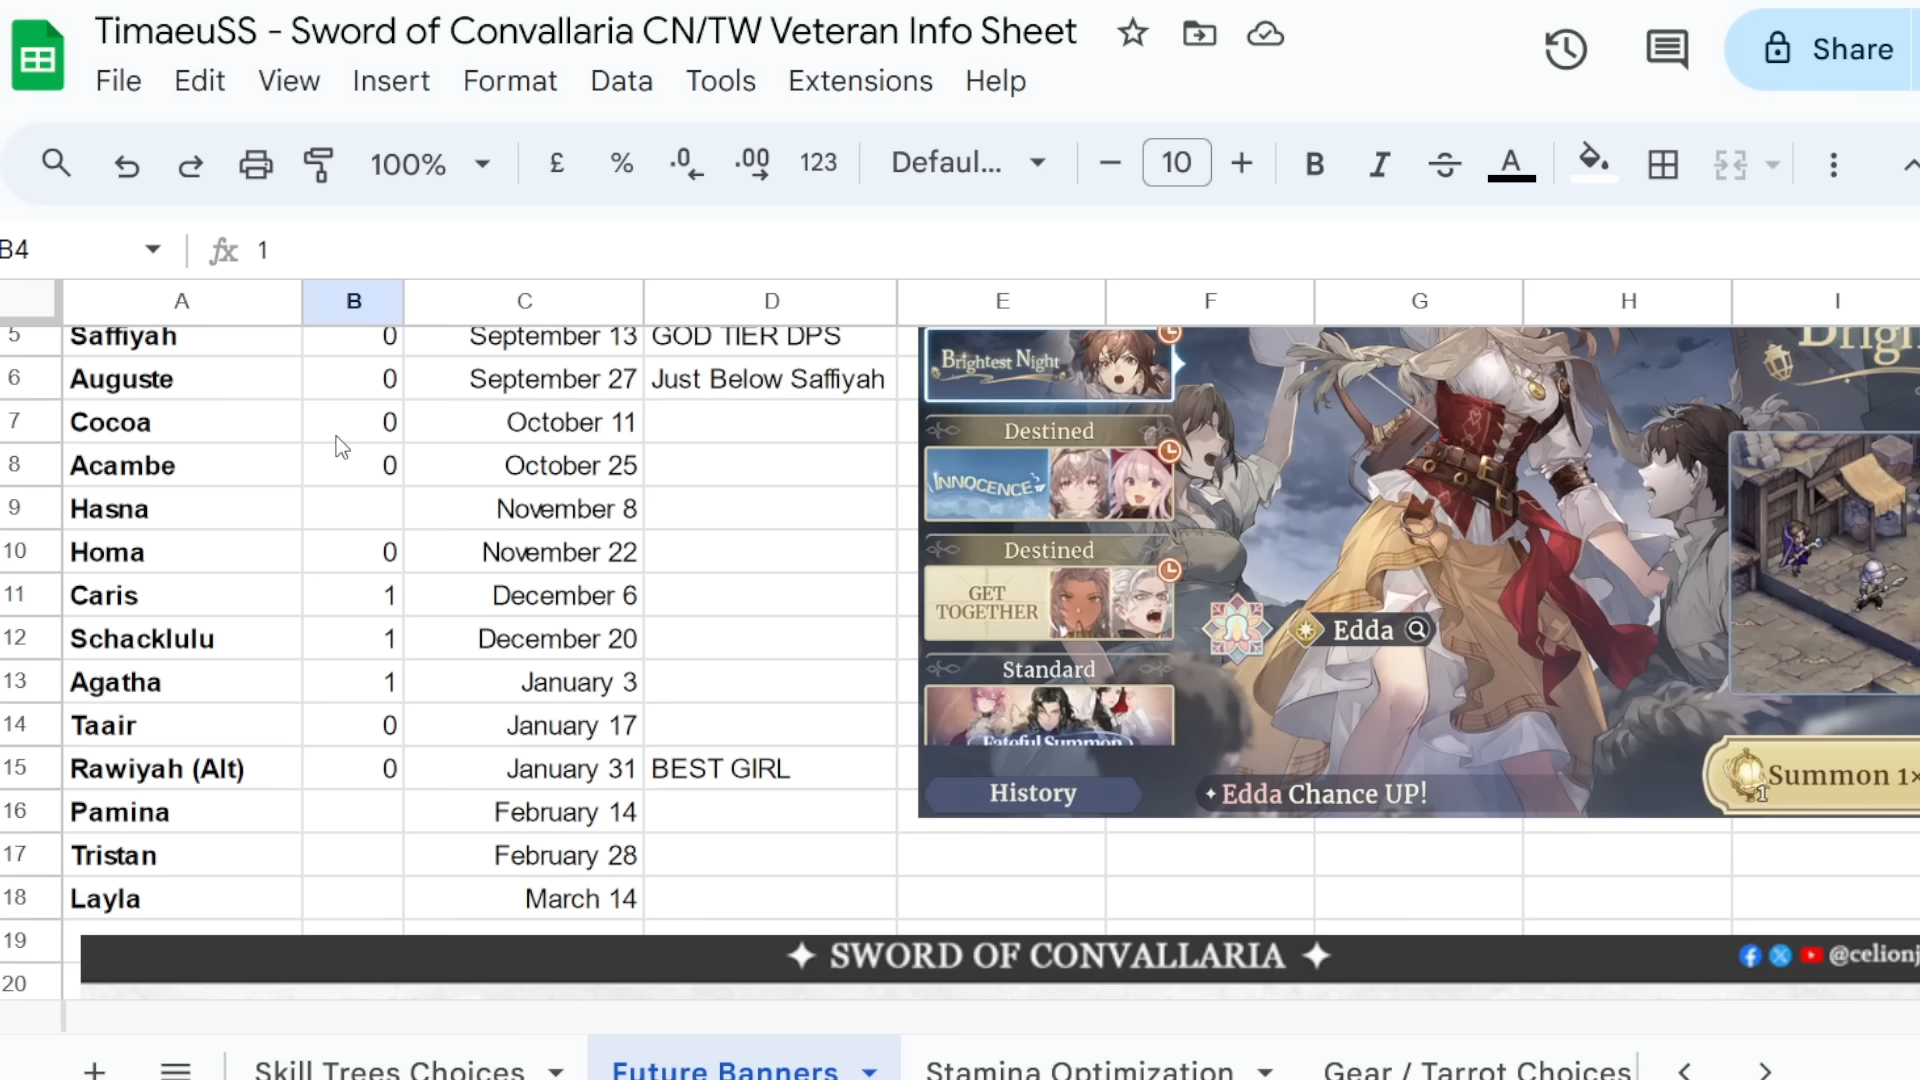 TimaeuSS - Sword of Convallaria CN/TW Veteran Info Sheet
File Edit View Insert Format Data Tools Extensions Help
Share
100% £ % .0 .00 123 Defaul... 10 B I A
B4 fx 1
A B C D E F G H I
5 Saffiyah 0 September 13 GOD TIER DPS
6 Auguste 0 September 27 Just Below Saffiyah
7 Cocoa 0 October 11
8 Acambe 0 October 25
9 Hasna November 8
10 Homa 0 November 22
11 Caris 1 December 6
12 Schacklulu 1 December 20
13 Agatha 1 January 3
14 Taair 0 January 17
15 Rawiyah (Alt) 0 January 31 BEST GIRL
16 Pamina February 14
17 Tristan February 28
18 Layla March 14
19
20
Brightest Night
Destined
INNOCENCE
Destined
GET
TOGETHER
Standard
Fateful Summon
History
Edda
Edda Chance UP!
1
Summon 1×
SWORD OF CONVALLARIA
@celionj
+ Skill Trees Choices Future Banners Stamina Optimization Gear / Tarrot Choices